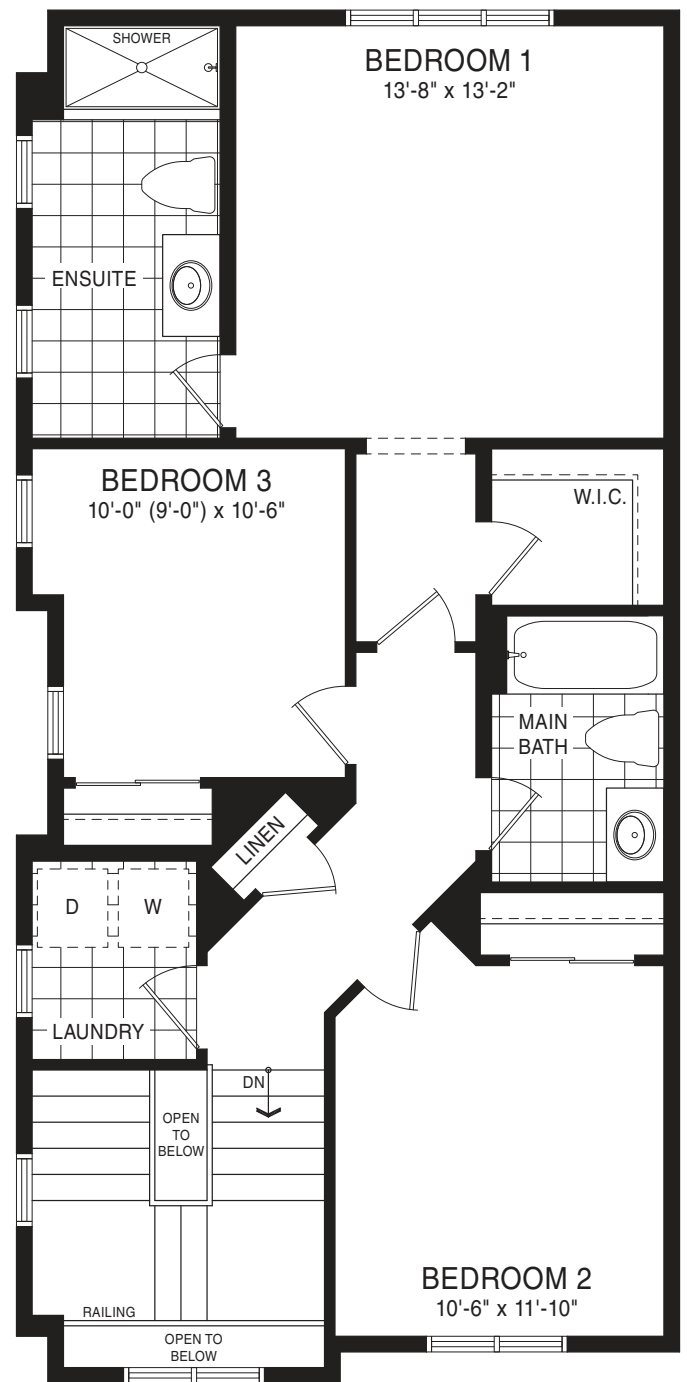 SHOWER
BEDROOM 1
13'-8" x 13'-2"
ENSUITE
BEDROOM 3
10'-0" (9'-0") x 10'-6"
W.I.C.
MAIN
BATH
LINEN
D
W
LAUNDRY
DN
OPEN
TO
BELOW
BEDROOM 2
10'-6" x 11'-10"
RAILING
OPEN TO
BELOW